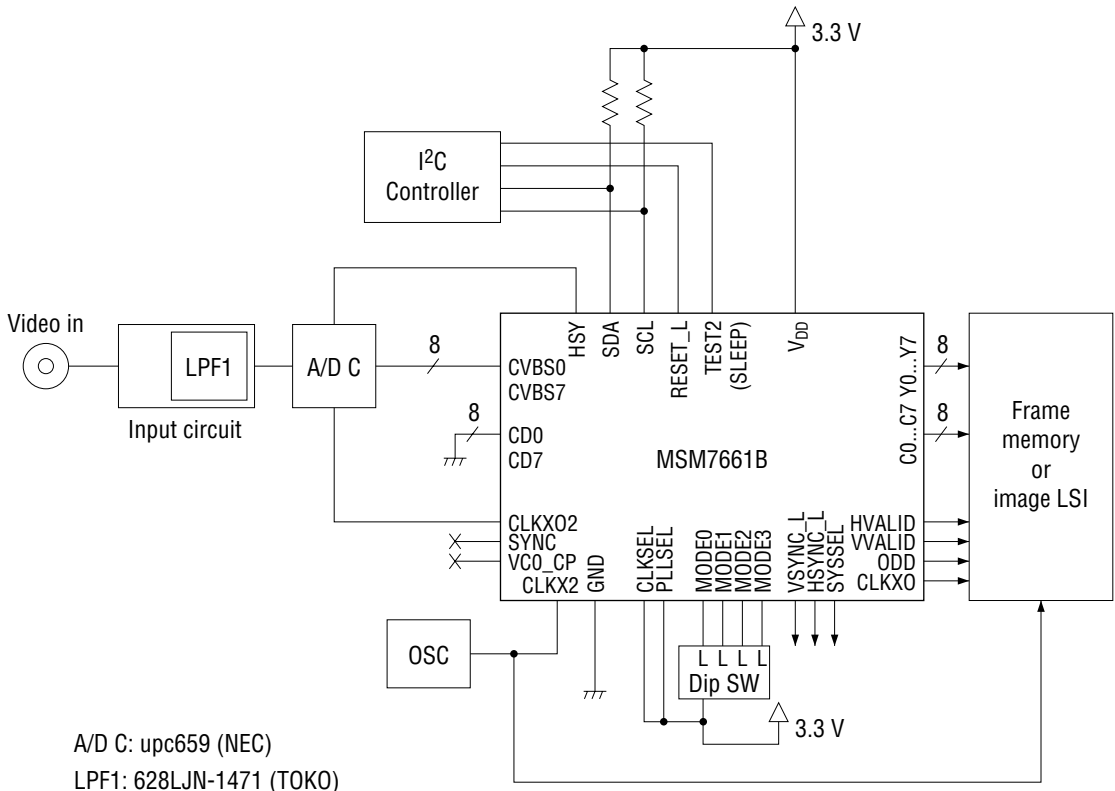 3.3 V
I²C
Controller
Video in
LPF1
Input circuit
A/D C
8
HSY
SDA
SCL
RESET_L
TEST2
(SLEEP)
VDD
CVBS0
CVBS7
8
CD0
CD7
MSM7661B
Y0...Y7
8
C0...C7
8
Frame
memory
or
image LSI
CLKXO2
SYNC
VC0_CP
CLKX2
GND
CLKSEL
PLLSEL
MODE0
MODE1
MODE2
MODE3
VSYNC_L
HSYNC_L
SYSSEL
HVALID
VVALID
ODD
CLKXO
OSC
L L L L
Dip SW
3.3 V
A/D C: upc659 (NEC)
LPF1: 628LJN-1471 (TOKO)